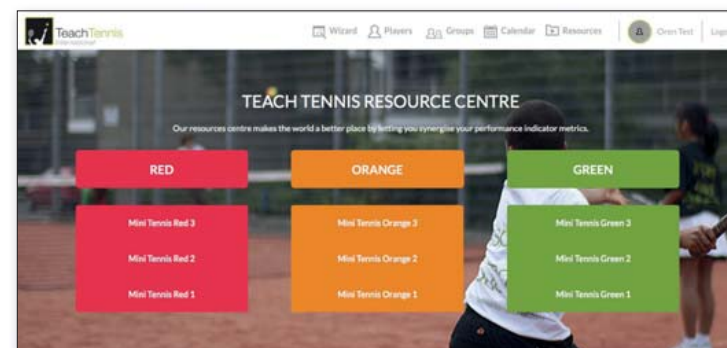 TeachTennis
Wizard Players Groups Calendar Resources Oren Test
TEACH TENNIS RESOURCE CENTRE
Our resources centre makes the world a better place by letting you synergise your performance indicator metrics.
RED ORANGE GREEN
Mini Tennis Red 3 Mini Tennis Orange 3 Mini Tennis Green 3
Mini Tennis Red 2 Mini Tennis Orange 2 Mini Tennis Green 2
Mini Tennis Red 1 Mini Tennis Orange 1 Mini Tennis Green 1